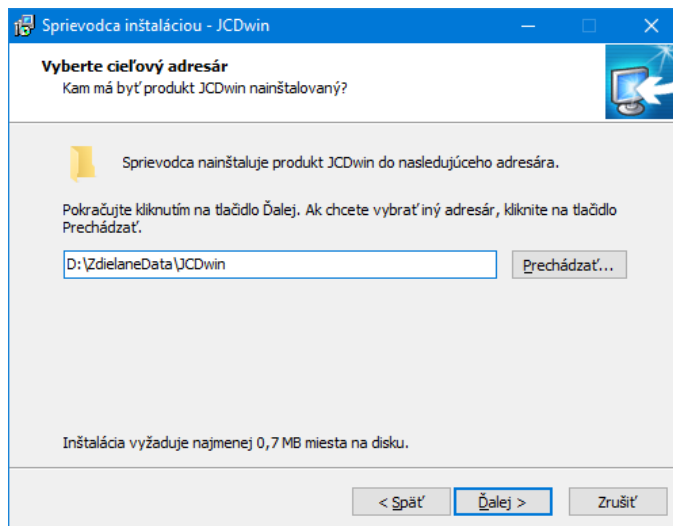 Sprievodca inštaláciou - JCDwin
Vyberte cieľový adresár
Kam má byť produkt JCDwin nainštalovaný?
Sprievodca nainštaluje produkt JCDwin do nasledujúceho adresára.
Pokračujte kliknutím na tlačidlo Ďalej. Ak chcete vybrať iný adresár, kliknite na tlačidlo
Prechádzať.
D:\ZdielaneData\JCDwin
Prechádzať...
Inštalácia vyžaduje najmenej 0,7 MB miesta na disku.
< Späť
Ďalej >
Zrušiť